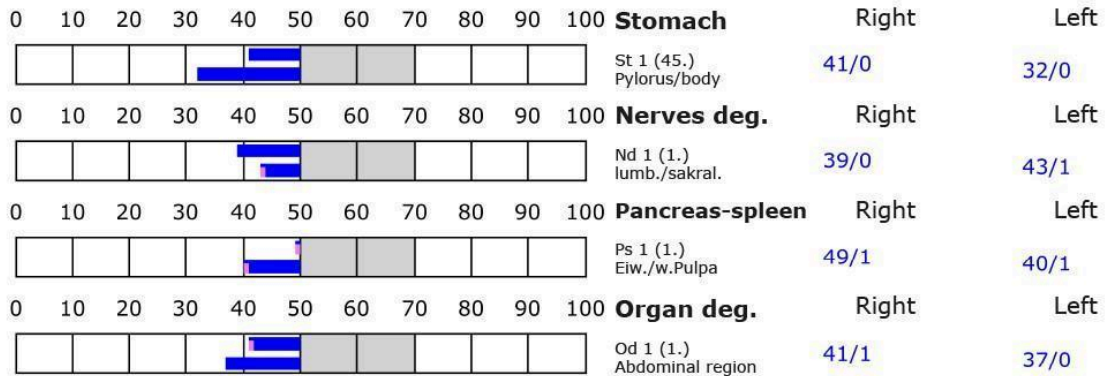 0 10 20 30 40 50 60 70 80 90 100 Stomach Right Left
St 1 (45.) 41/0 32/0
Pylorus/body
0 10 20 30 40 50 60 70 80 90 100 Nerves deg. Right Left
Nd 1 (1.) 39/0 43/1
lumb./sakral.
0 10 20 30 40 50 60 70 80 90 100 Pancreas-spleen Right Left
Ps 1 (1.) 49/1 40/1
Eiw./w.Pulpa
0 10 20 30 40 50 60 70 80 90 100 Organ deg. Right Left
Od 1 (1.) 41/1 37/0
Abdominal region